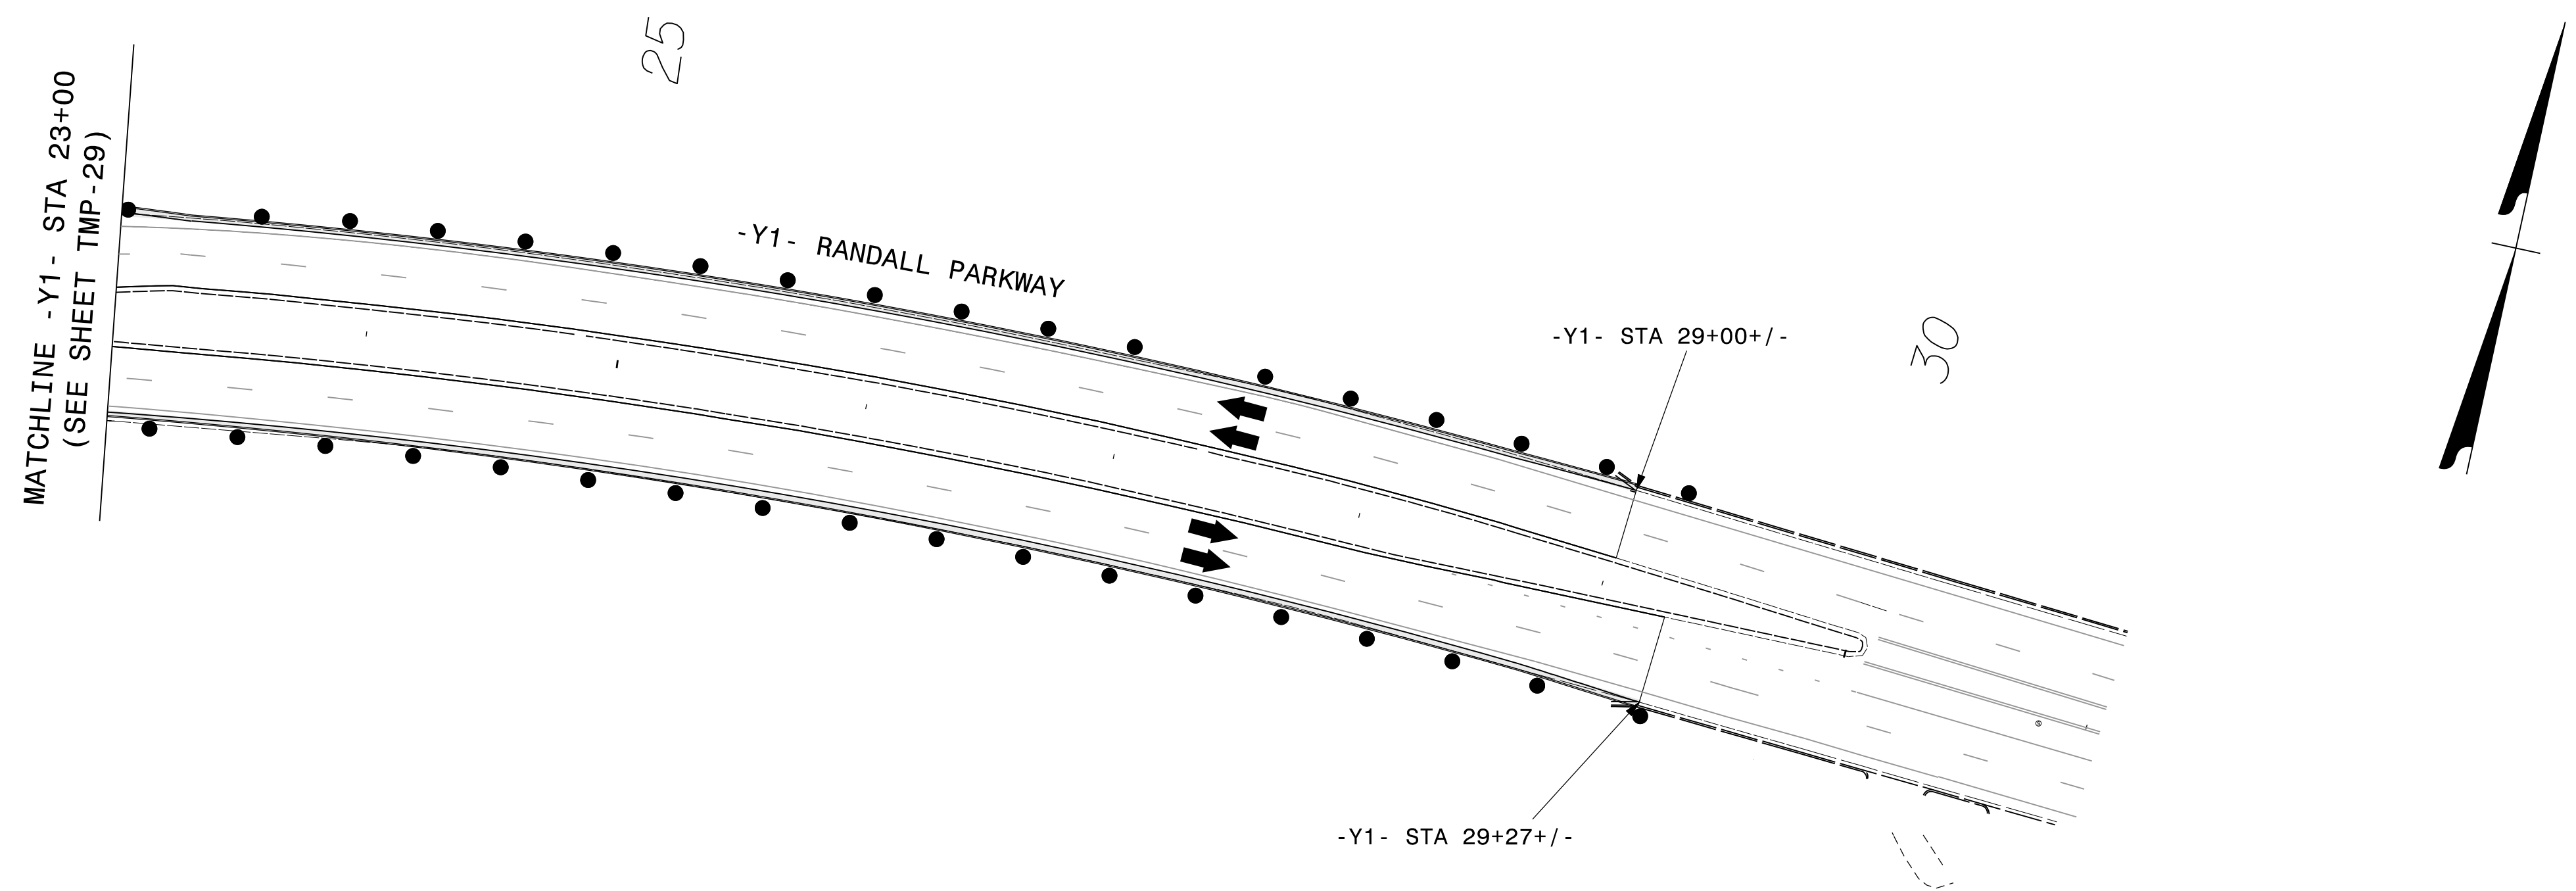 MATCHLINE -Y1- STA 23+00
(SEE SHEET TMP-29)
25
-Y1- RANDALL PARKWAY
-Y1- STA 29+00+/-
30
-Y1- STA 29+27+/-